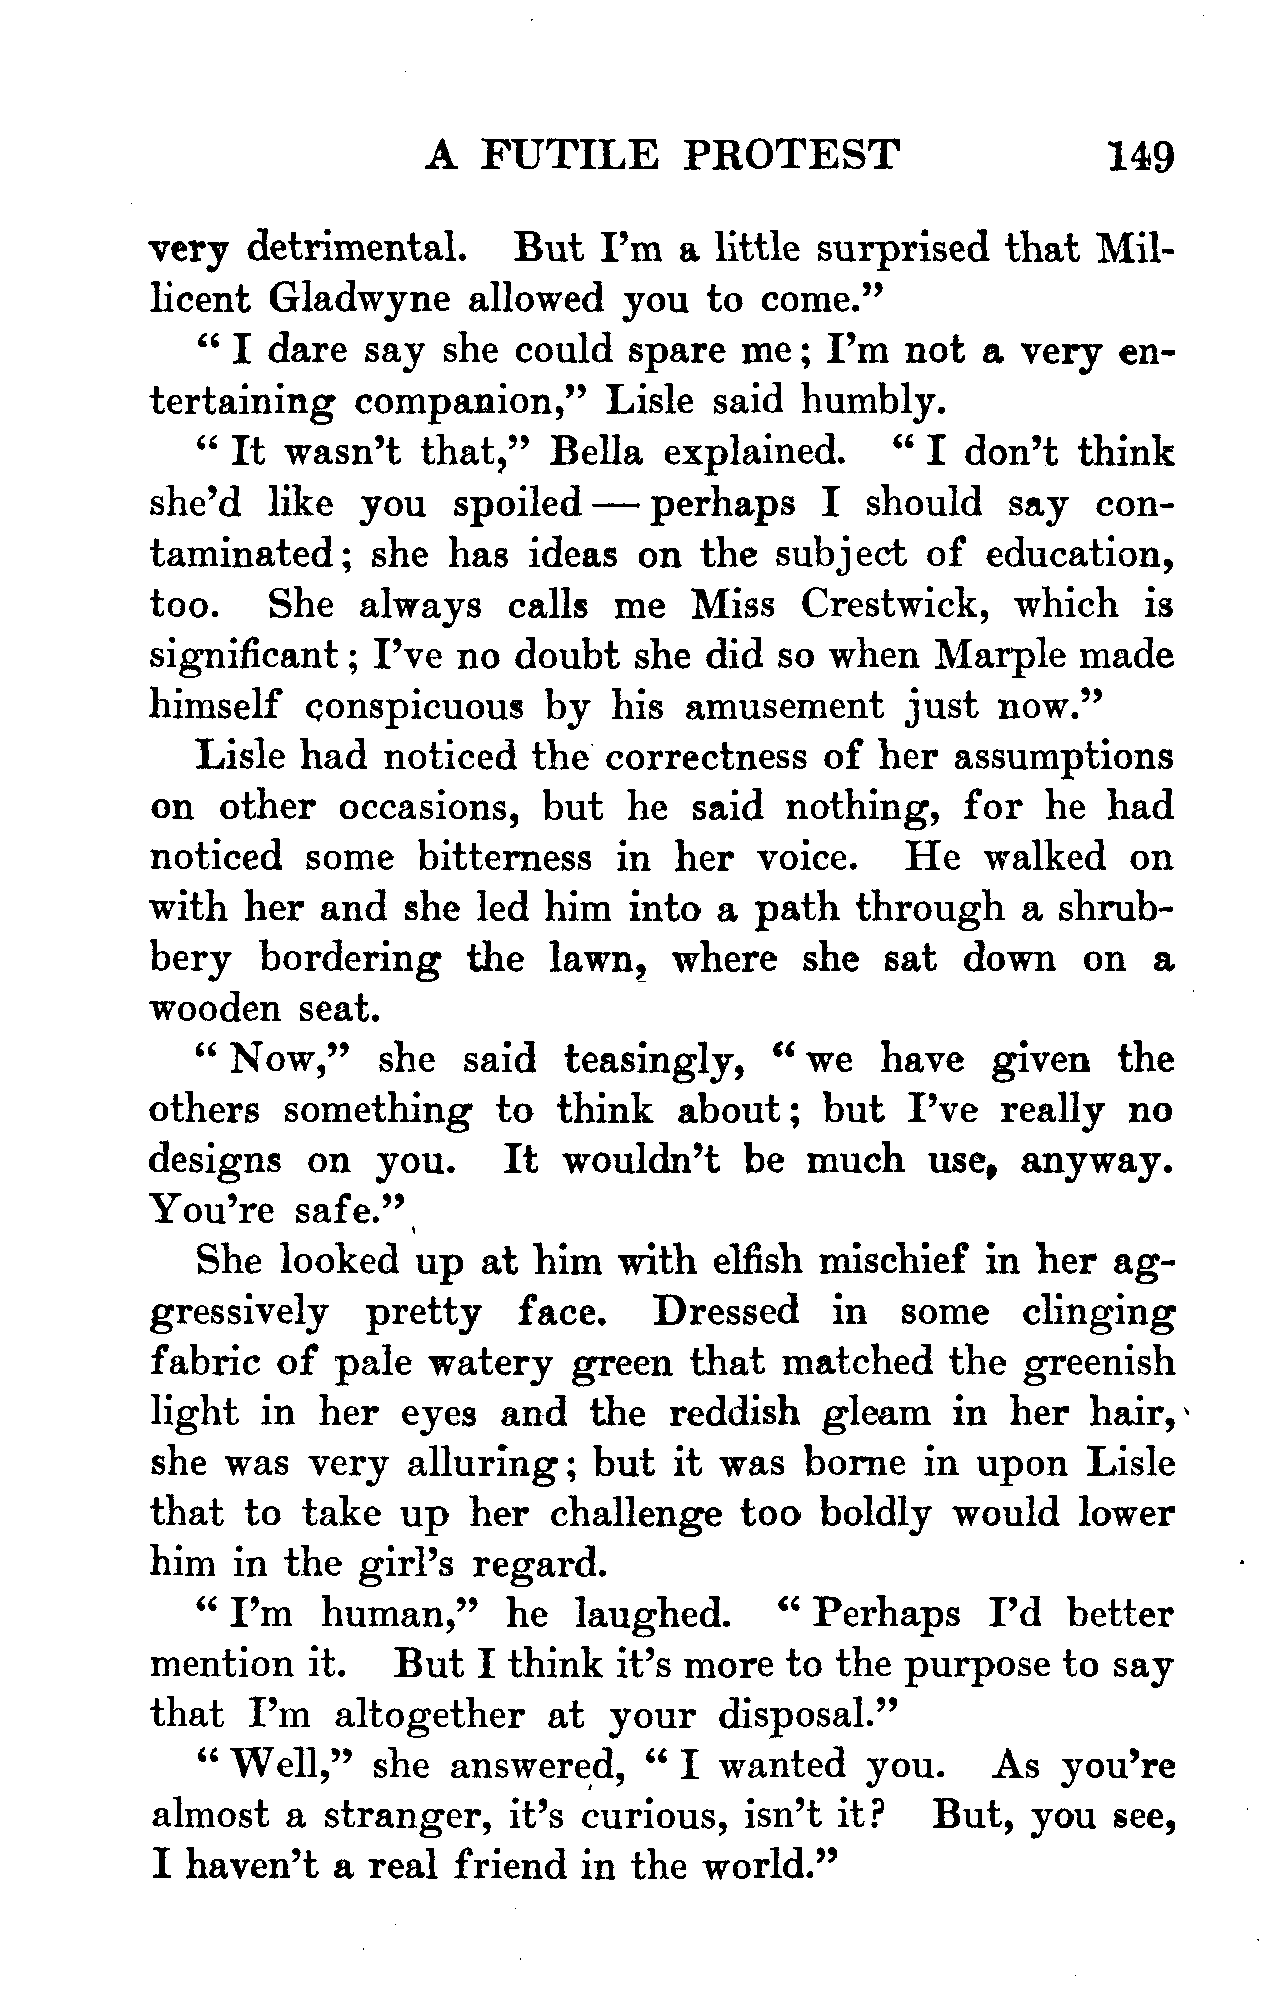 A FUTILE PROTEST 149
very detrimental. But I'm a little surprised that Mil-
licent Gladwyne allowed you to come."
" I dare say she could spare me; I'm not a very en-
tertaining companion," Lisle said humbly.
" It wasn't that," Bella explained. " I don't think
she'd like you spoiled — perhaps I should say con-
taminated; she has ideas on the subject of education,
too. She always calls me Miss Crestwick, which is
significant; I've no doubt she did so when Marple made
himself conspicuous by his amusement just now."
Lisle had noticed the correctness of her assumptions
on other occasions, but he said nothing, for he had
noticed some bitterness in her voice. He walked on
with her and she led him into a path through a shrub-
bery bordering the lawn, where she sat down on a
wooden seat.
" Now," she said teasingly, " we have given the
others something to think about; but I've really no
designs on you. It wouldn't be much use, anyway.
You're safe."
She looked up at him with elfish mischief in her ag-
gressively pretty face. Dressed in some clinging
fabric of pale watery green that matched the greenish
light in her eyes and the reddish gleam in her hair,
she was very alluring; but it was borne in upon Lisle
that to take up her challenge too boldly would lower
him in the girl's regard.
" I'm human," he laughed. " Perhaps I'd better
mention it. But I think it's more to the purpose to say
that I'm altogether at your disposal."
" Well," she answered, " I wanted you. As you're
almost a stranger, it's curious, isn't it? But, you see,
I haven't a real friend in the world."